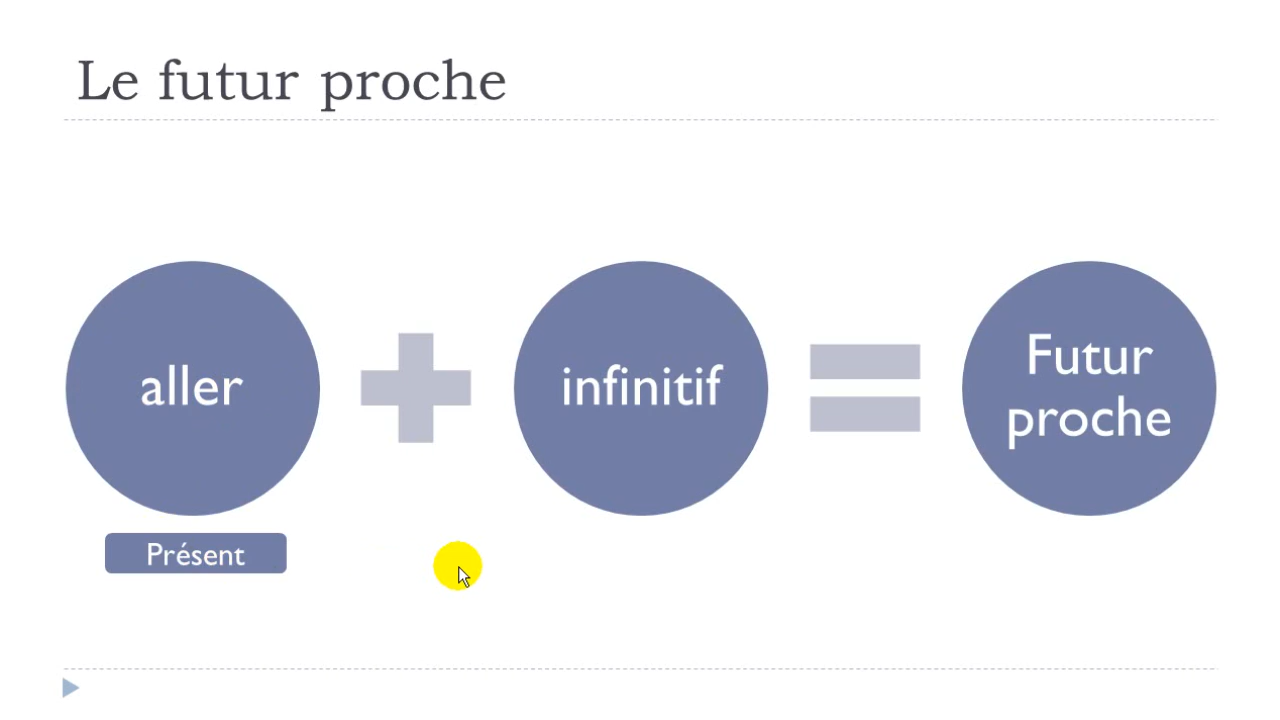 Le futur proche
aller
infinitif
Futur
proche
Présent